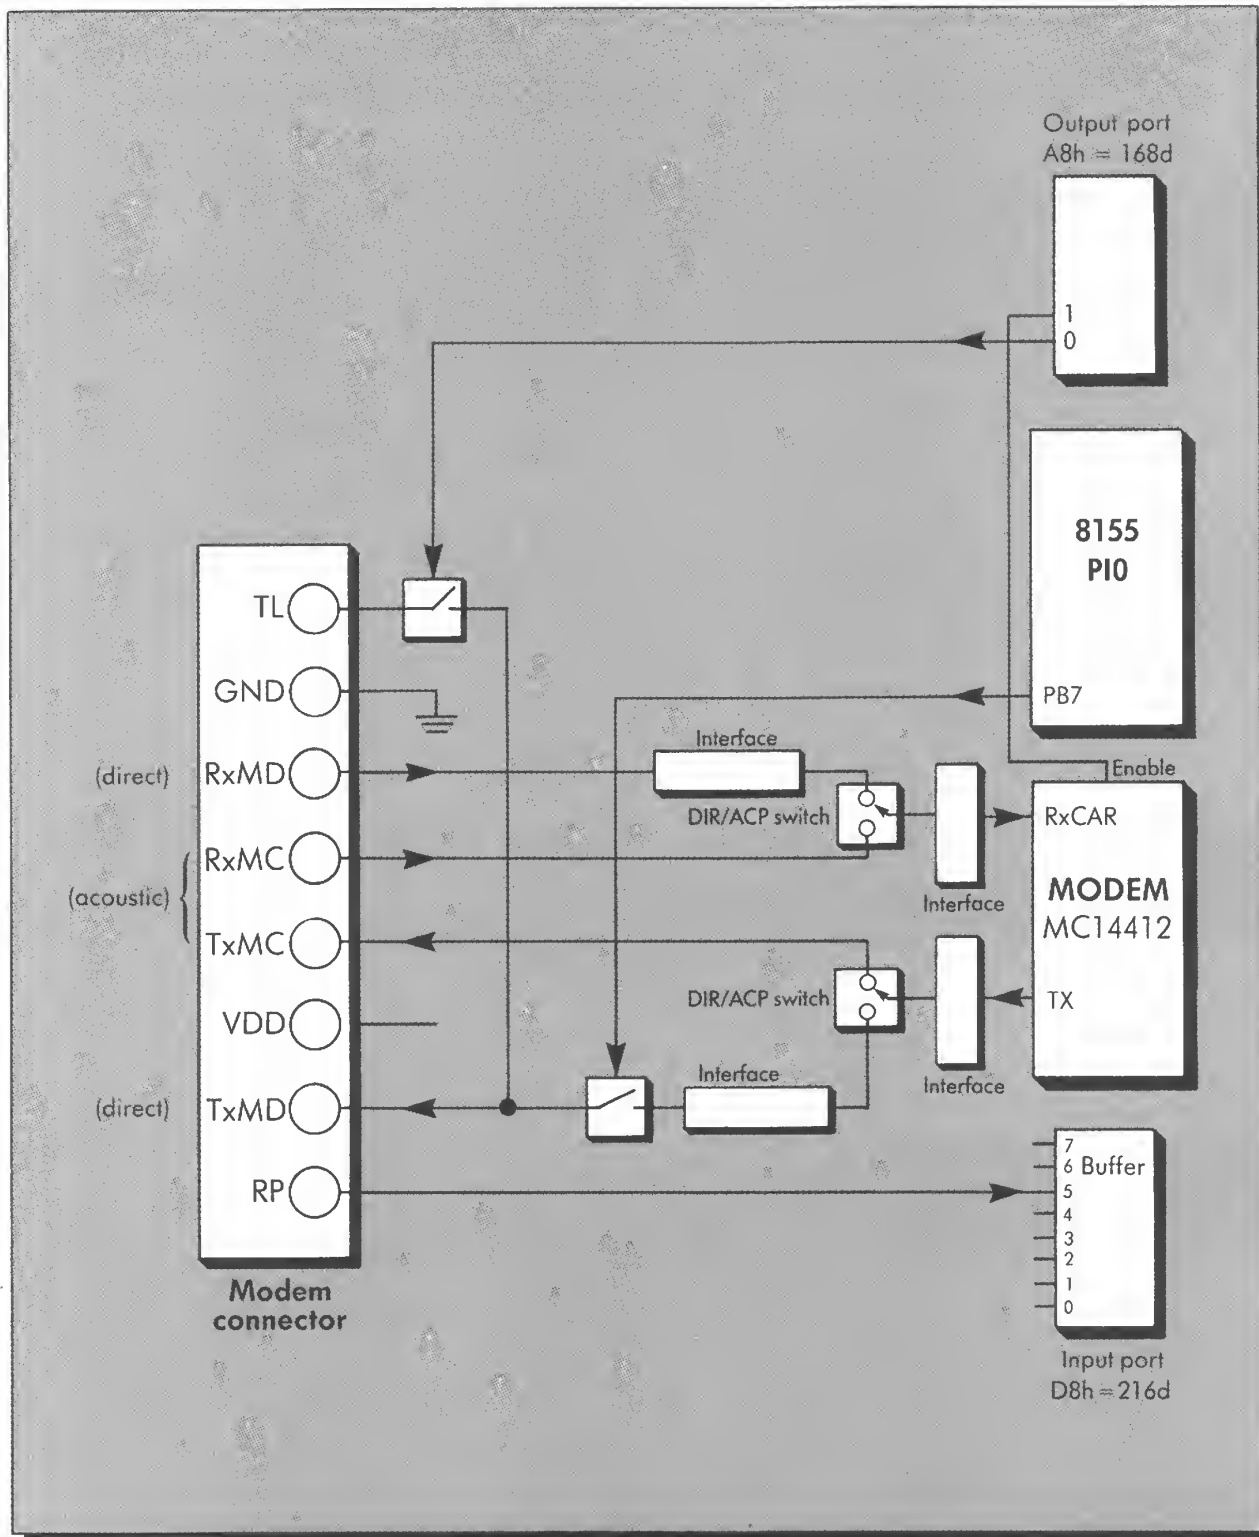 Output port
A8h = 168d
1
0
8155
PI0
PB7
TL
GND
(direct) RxMD
RxMC
(acoustic)
TxMC
VDD
(direct) TxMD
RP
Modem
connector
Interface
DIR/ACP switch
Interface
Enable
RxCAR
MODEM
MC14412
TX
DIR/ACP switch
Interface
Interface
7
6
5
4
3
2
1
0
Buffer
Input port
D8h = 216d